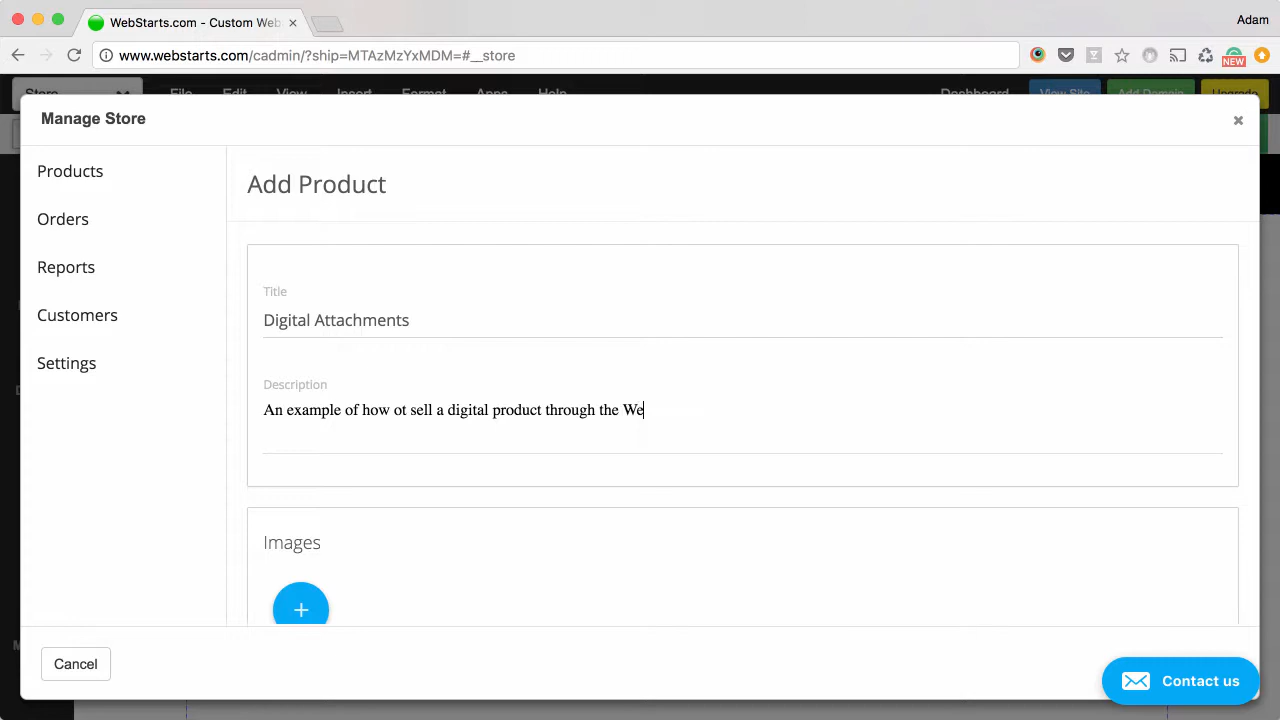 WebStarts.com - Custom Web
Adam
www.webstarts.com/cadmin/?ship=MTAzMzYxMDM=#__store
NEW
Store File Edit View Insert Format Apps Help Dashboard View Site Add Domain Upgrade
Manage Store
Products
Orders
Reports
Customers
Settings
Add Product
Title
Digital Attachments
Description
An example of how ot sell a digital product through the We
Images
Cancel
Contact us